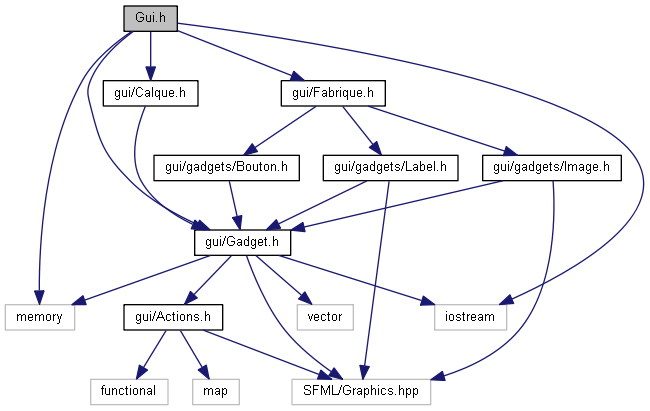 Gui.h
gui/Calque.h
gui/Fabrique.h
gui/gadgets/Bouton.h
gui/gadgets/Label.h
gui/gadgets/Image.h
gui/Gadget.h
memory
gui/Actions.h
vector
iostream
functional
map
SFML/Graphics.hpp